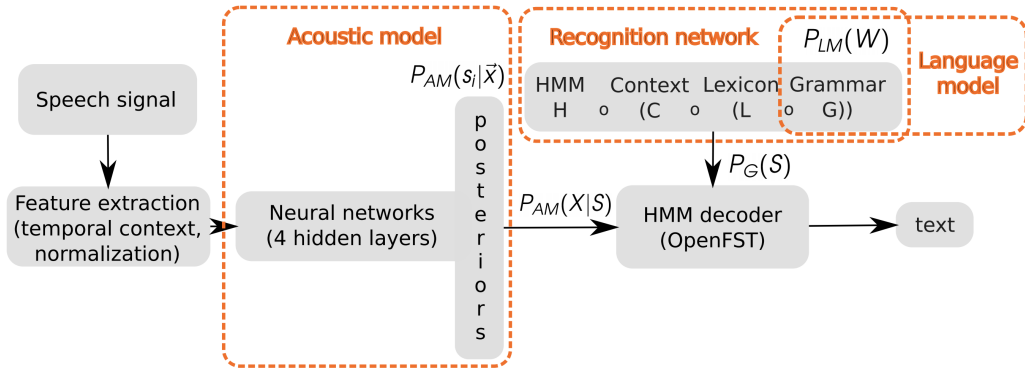 Acoustic model
Recognition network
P_LM(W)
Language
model
Speech signal
P_AM(s_i|x⃗)
HMM Context Lexicon Grammar
H o (C o (L o G))
posteriors
P_G(S)
Feature extraction
(temporal context,
normalization)
Neural networks
(4 hidden layers)
P_AM(X|S)
HMM decoder
(OpenFST)
text